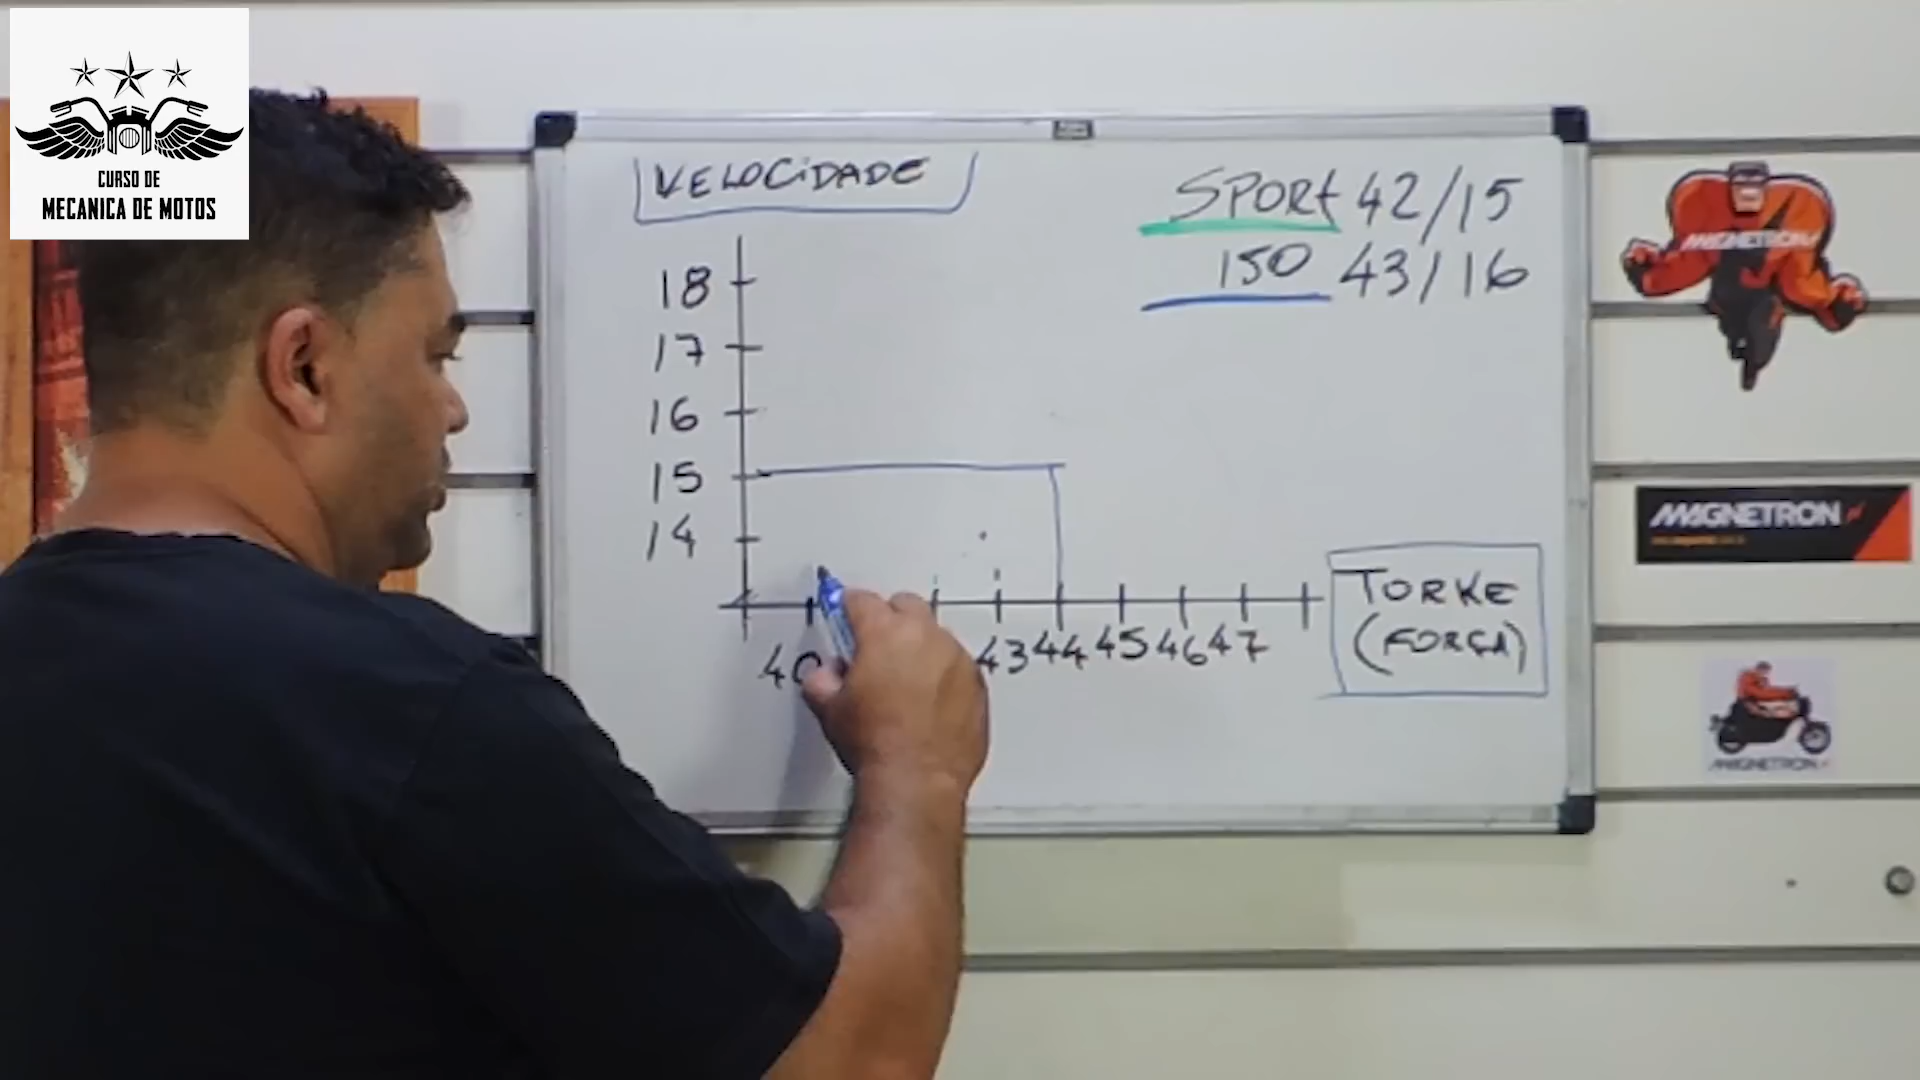 CURSO DE
MECANICA DE MOTOS
VELOCIDADE
SPORT 42/15
150 43/16
18
17
16
15
14
40 43 44 45 46 47
TORKE
(FORÇA)
MAGNETRON
MAGNETRON
MAGNETRON